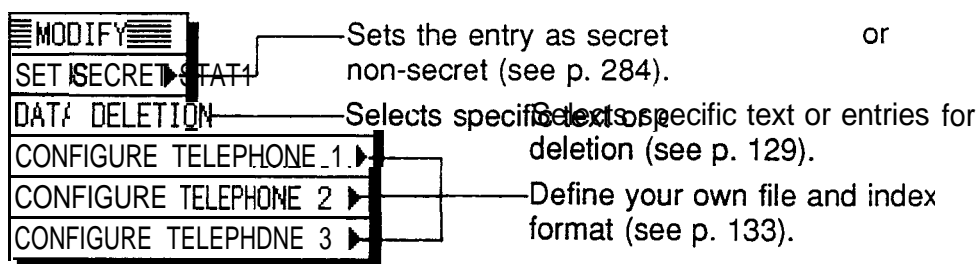 MODIFY
SET SECRET STAT1
DATA DELETION
CONFIGURE TELEPHONE 1
CONFIGURE TELEPHONE 2
CONFIGURE TELEPHDNE 3
Sets the entry as secret or
non-secret (see p. 284).
Selects specific text or entries for
deletion (see p. 129).
Define your own file and index
format (see p. 133).